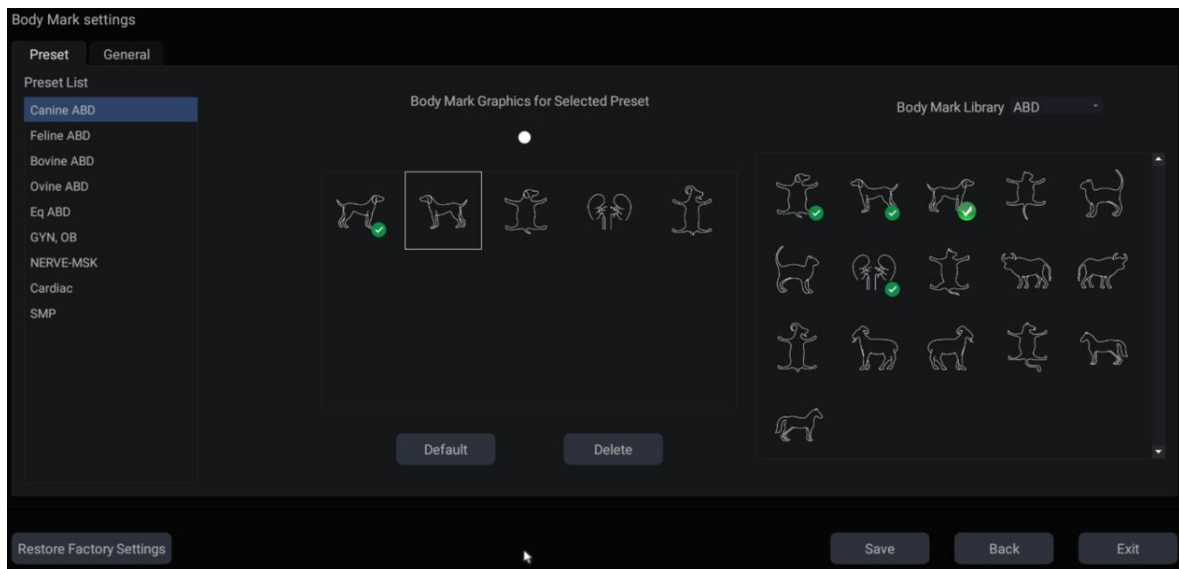 Body Mark settings
Preset General
Preset List
Canine ABD
Feline ABD
Bovine ABD
Ovine ABD
Eq ABD
GYN, OB
NERVE-MSK
Cardiac
SMP
Body Mark Graphics for Selected Preset
Default Delete
Body Mark Library ABD
Restore Factory Settings Save Back Exit